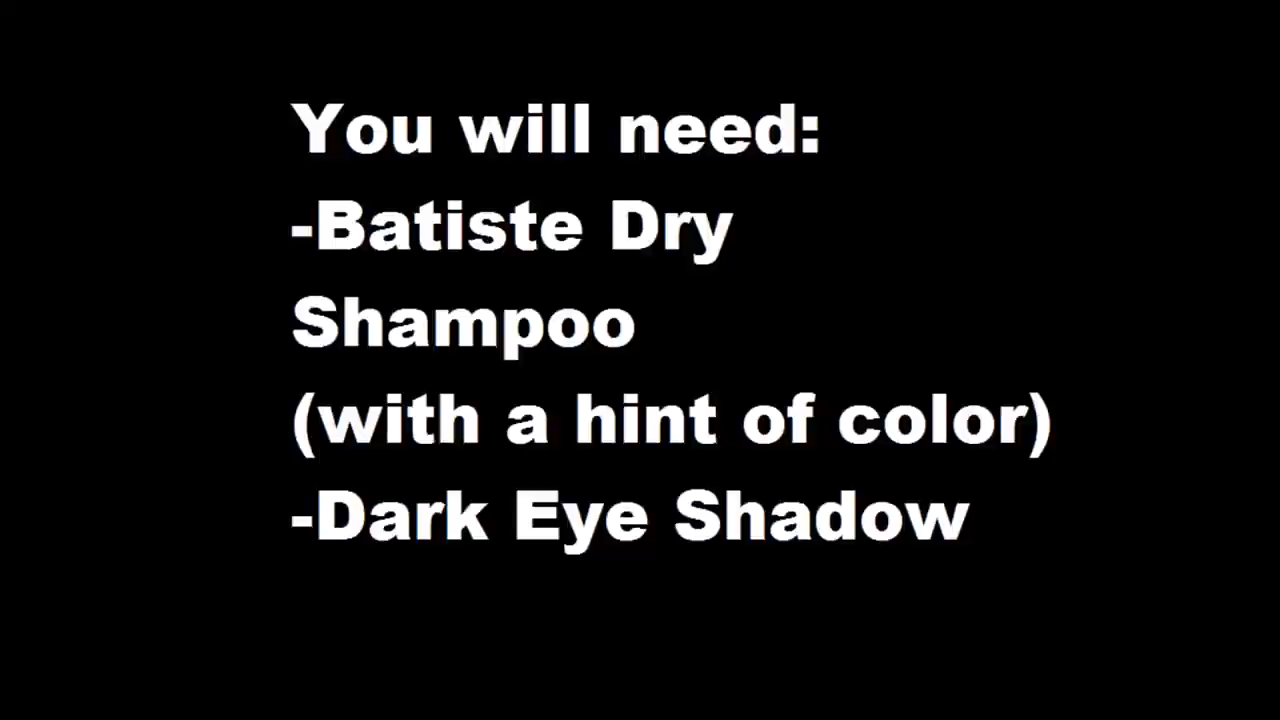 You will need:
-Batiste Dry
Shampoo
(with a hint of color)
-Dark Eye Shadow